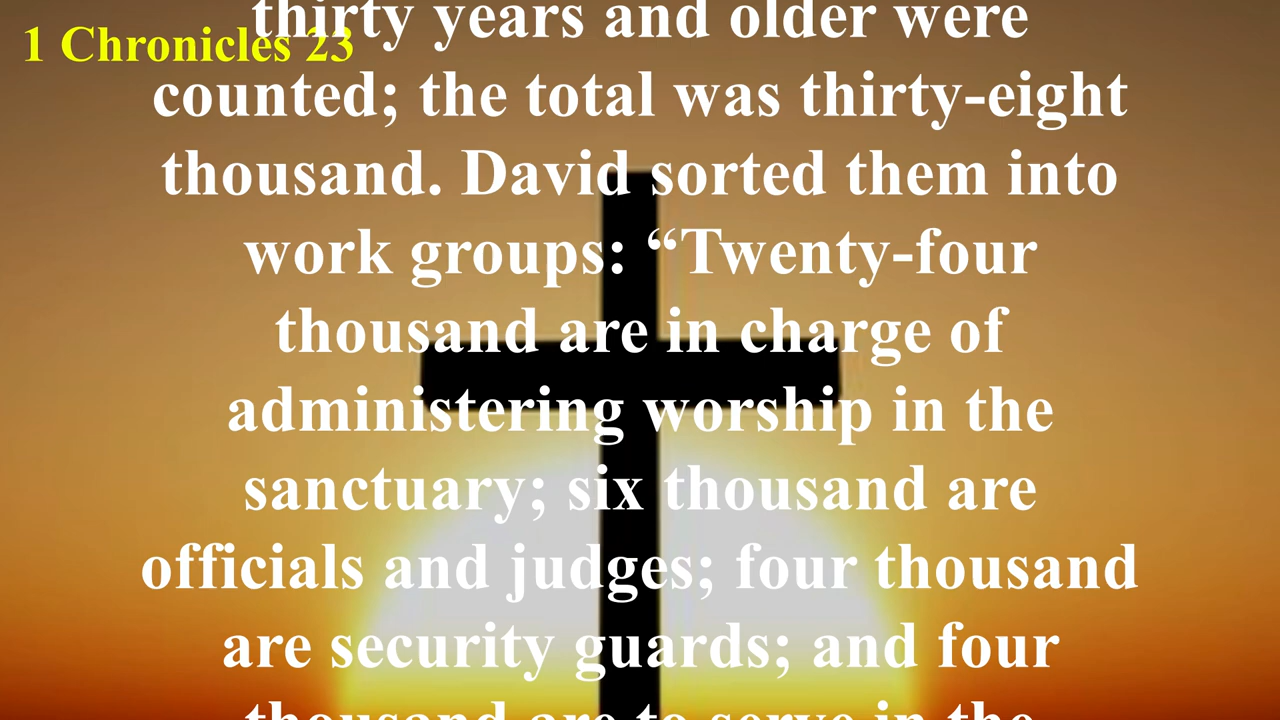 thirty years and older were
1 Chronicles 23
counted; the total was thirty-eight
thousand. David sorted them into
work groups: “Twenty-four
thousand are in charge of
administering worship in the
sanctuary; six thousand are
officials and judges; four thousand
are security guards; and four
thousand are to serve in the